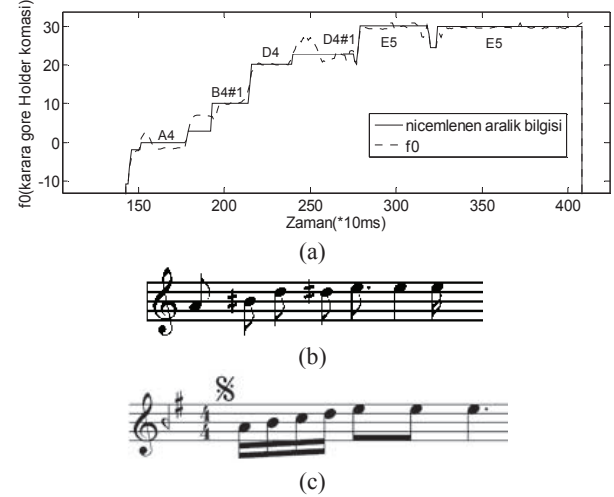 (a)
f0(karara gore Holder komasi)
30
20
10
0
-10
A4
B4#1
D4
D4#1
E5
E5
nicemlenen aralik bilgisi
f0
150 200 250 300 350 400
Zaman(*10ms)
(a)
(b)
4
4
(c)